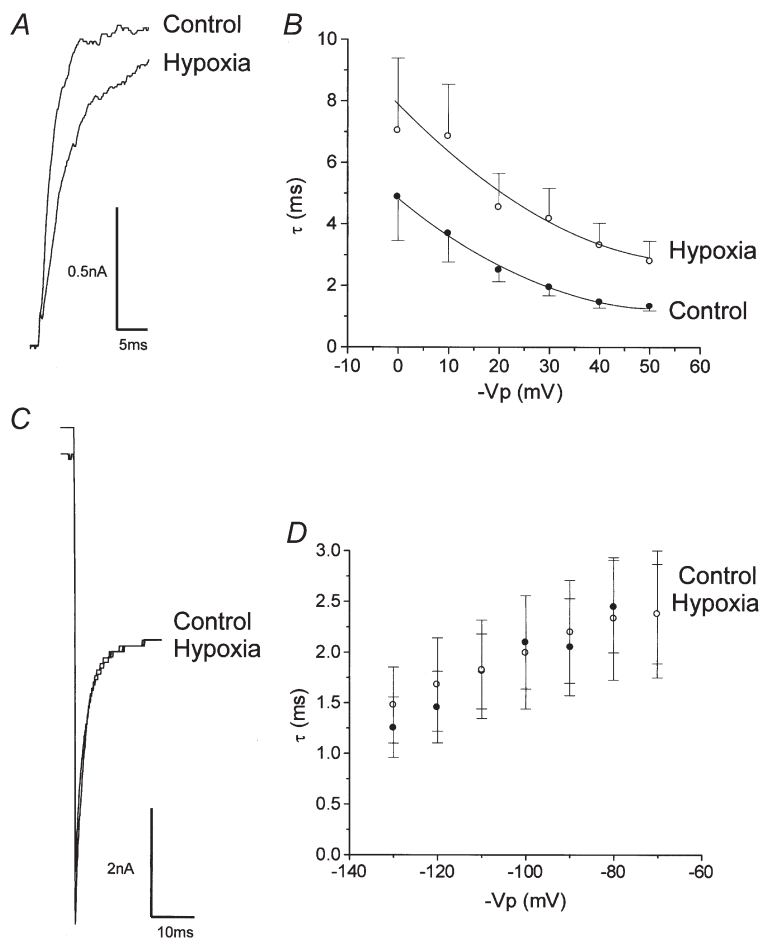 A
Control
Hypoxia
0.5nA
5ms
B
10
8
6
4
2
0
τ (ms)
-10 0 10 20 30 40 50 60
-Vp (mV)
Hypoxia
Control
C
Control
Hypoxia
2nA
10ms
D
3.0
2.5
2.0
1.5
1.0
0.5
0.0
τ (ms)
-140 -120 -100 -80 -60
-Vp (mV)
Control
Hypoxia